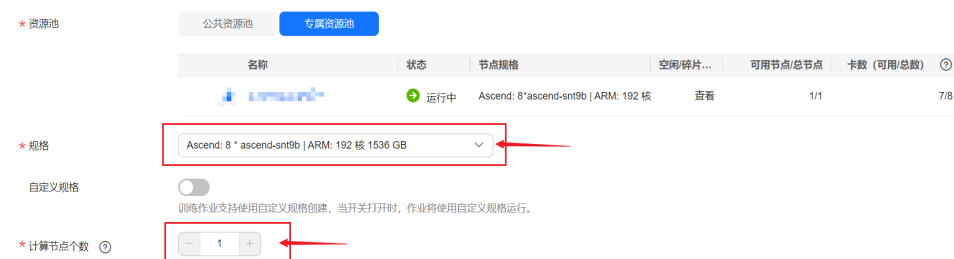 * 资源池 公共资源池 专属资源池
名称 状态 节点规格 空闲/碎片... 可用节点/总节点 卡数（可用/总数）
运行中 Ascend: 8*ascend-snt9b | ARM: 192 核 查看 1/1 7/8
* 规格 Ascend: 8 * ascend-snt9b | ARM: 192 核 1536 GB
自定义规格
训练作业支持使用自定义规格创建，当开关打开时，作业将使用自定义规格运行。
* 计算节点个数 ? − 1 +